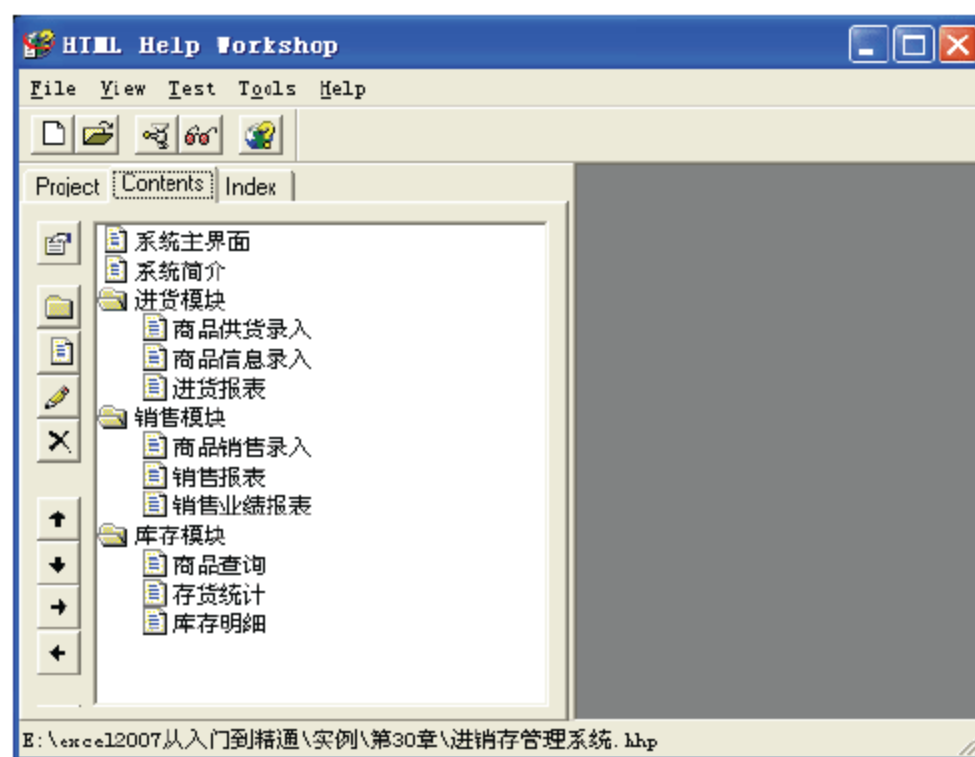 HTML Help Workshop
File View Test Tools Help
Project Contents Index
系统主界面
系统简介
进货模块
商品供货录入
商品信息录入
进货报表
销售模块
商品销售录入
销售报表
销售业绩报表
库存模块
商品查询
存货统计
库存明细
E:\excel2007从入门到精通\实例\第30章\进销存管理系统.hhp